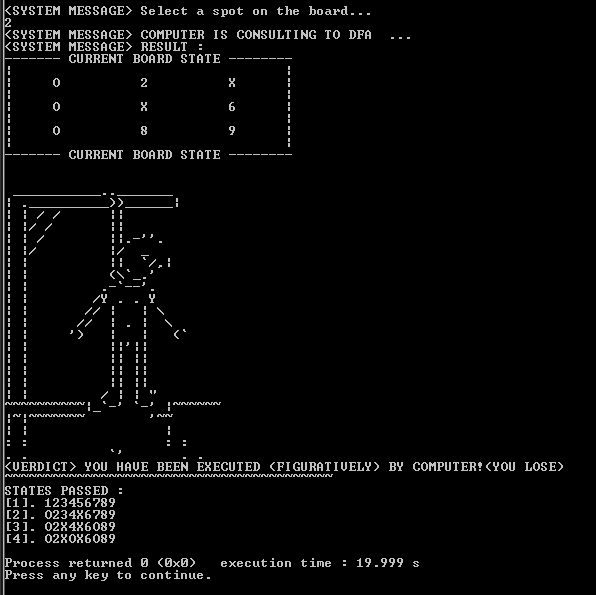 <SYSTEM MESSAGE> Select a spot on the board...
2
<SYSTEM MESSAGE> COMPUTER IS CONSULTING TO DFA  ...
<SYSTEM MESSAGE> RESULT :
------- CURRENT BOARD STATE --------
O 2 X
O X 6
O 8 9
------- CURRENT BOARD STATE --------
<VERDICT> YOU HAVE BEEN EXECUTED (FIGURATIVELY) BY COMPUTER!(YOU LOSE)
STATES PASSED :
[1]. 123456789
[2]. O234X6789
[3]. O2X4X6O89
[4]. O2XOX6O89
Process returned 0 (0x0)   execution time : 19.999 s
Press any key to continue.